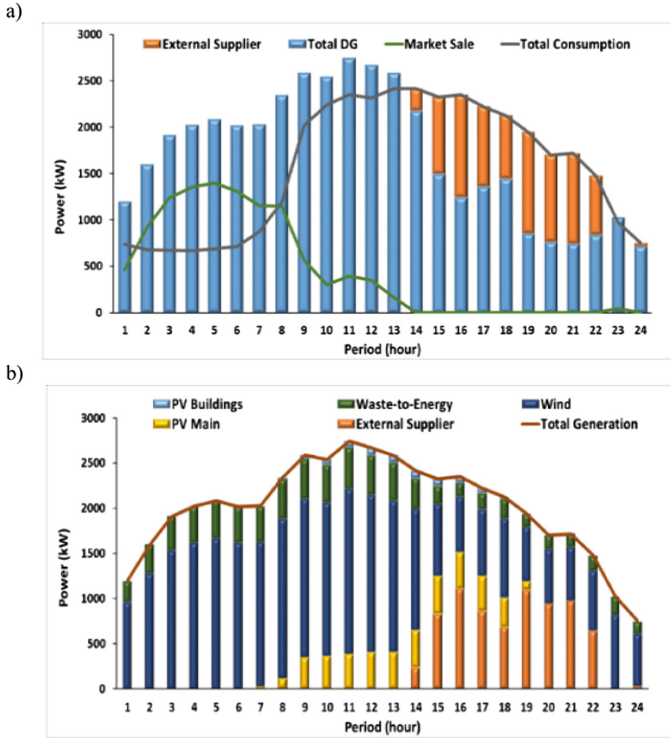 a)
External Supplier Total DG Market Sale Total Consumption
3000
2500
2000
1500
1000
500
0
Power (kW)
1 2 3 4 5 6 7 8 9 10 11 12 13 14 15 16 17 18 19 20 21 22 23 24
Period (hour)
b)
PV Buildings Waste-to-Energy Wind
PV Main External Supplier Total Generation
3000
2500
2000
1500
1000
500
0
Power (kW)
1 2 3 4 5 6 7 8 9 10 11 12 13 14 15 16 17 18 19 20 21 22 23 24
Period (hour)